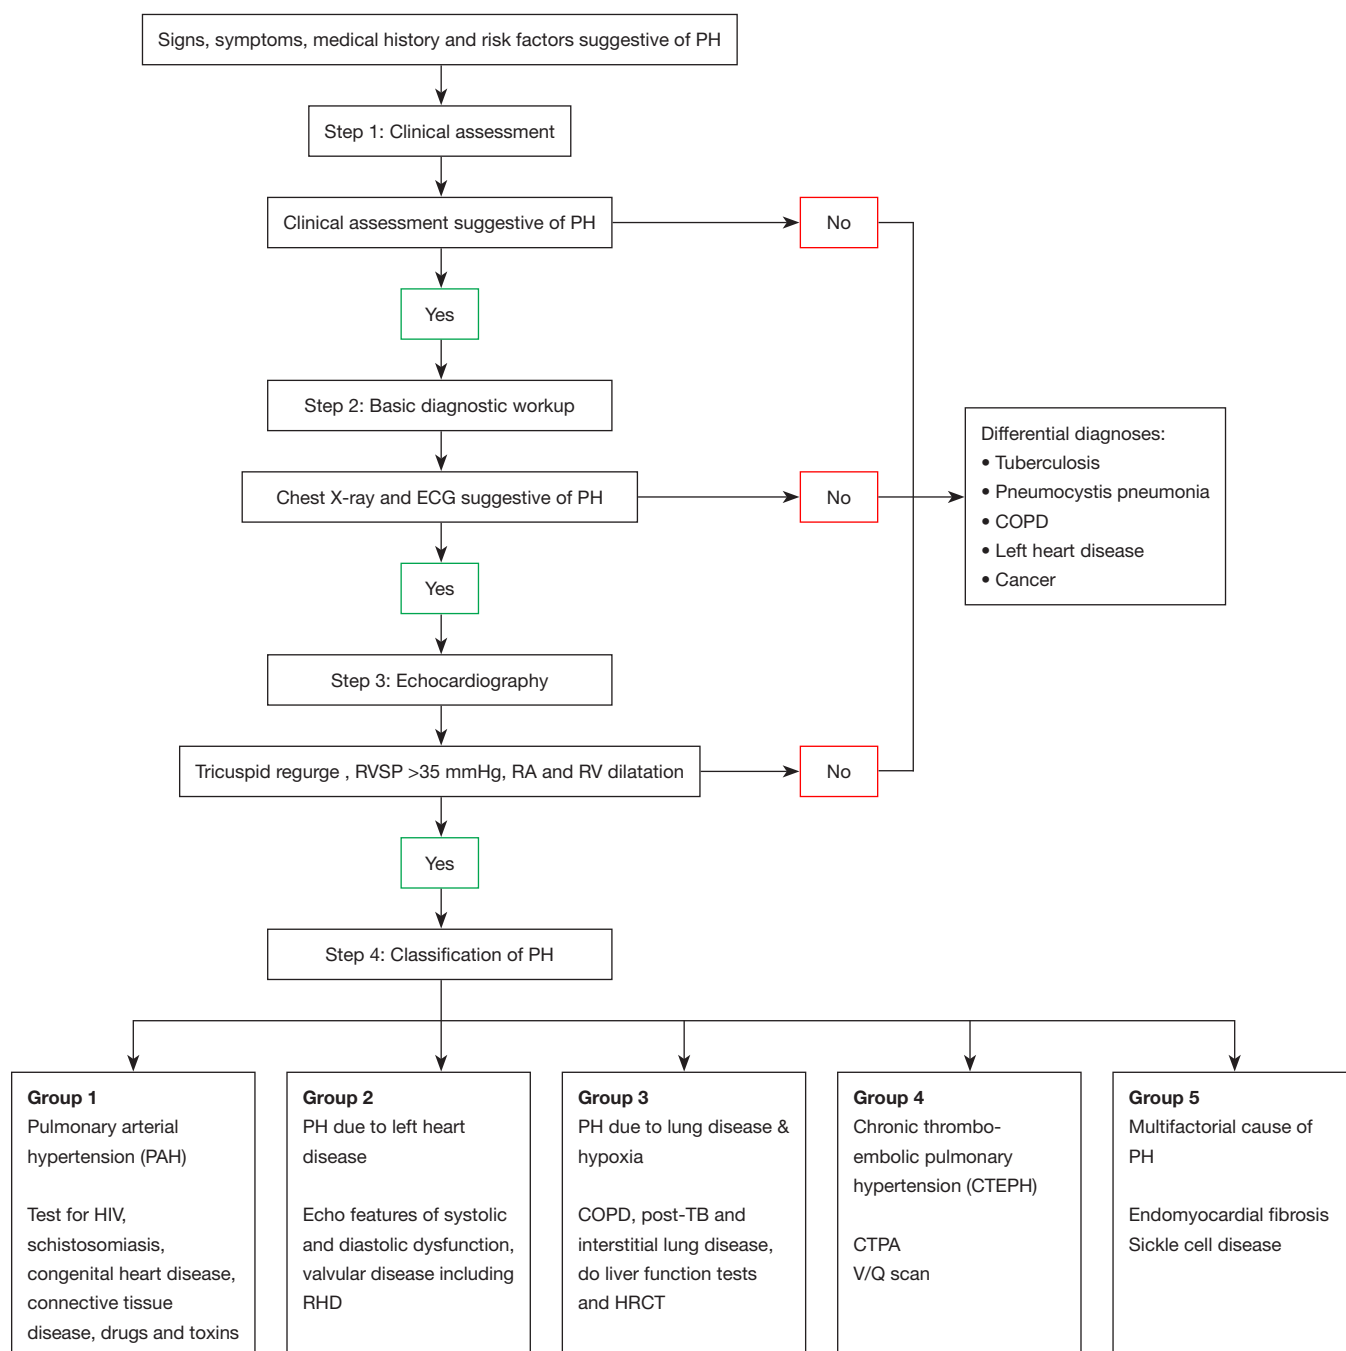 Signs, symptoms, medical history and risk factors suggestive of PH
Step 1: Clinical assessment
Clinical assessment suggestive of PH
No
Yes
Step 2: Basic diagnostic workup
Chest X-ray and ECG suggestive of PH
No
Differential diagnoses:
• Tuberculosis
• Pneumocystis pneumonia
• COPD
• Left heart disease
• Cancer
Yes
Step 3: Echocardiography
Tricuspid regurge , RVSP >35 mmHg, RA and RV dilatation
No
Yes
Step 4: Classification of PH
Group 1
Pulmonary arterial
hypertension (PAH)
Test for HIV,
schistosomiasis,
congenital heart disease,
connective tissue
disease, drugs and toxins
Group 2
PH due to left heart
disease
Echo features of systolic
and diastolic dysfunction,
valvular disease including
RHD
Group 3
PH due to lung disease &
hypoxia
COPD, post-TB and
interstitial lung disease,
do liver function tests
and HRCT
Group 4
Chronic thrombo-
embolic pulmonary
hypertension (CTEPH)
CTPA
V/Q scan
Group 5
Multifactorial cause of
PH
Endomyocardial fibrosis
Sickle cell disease